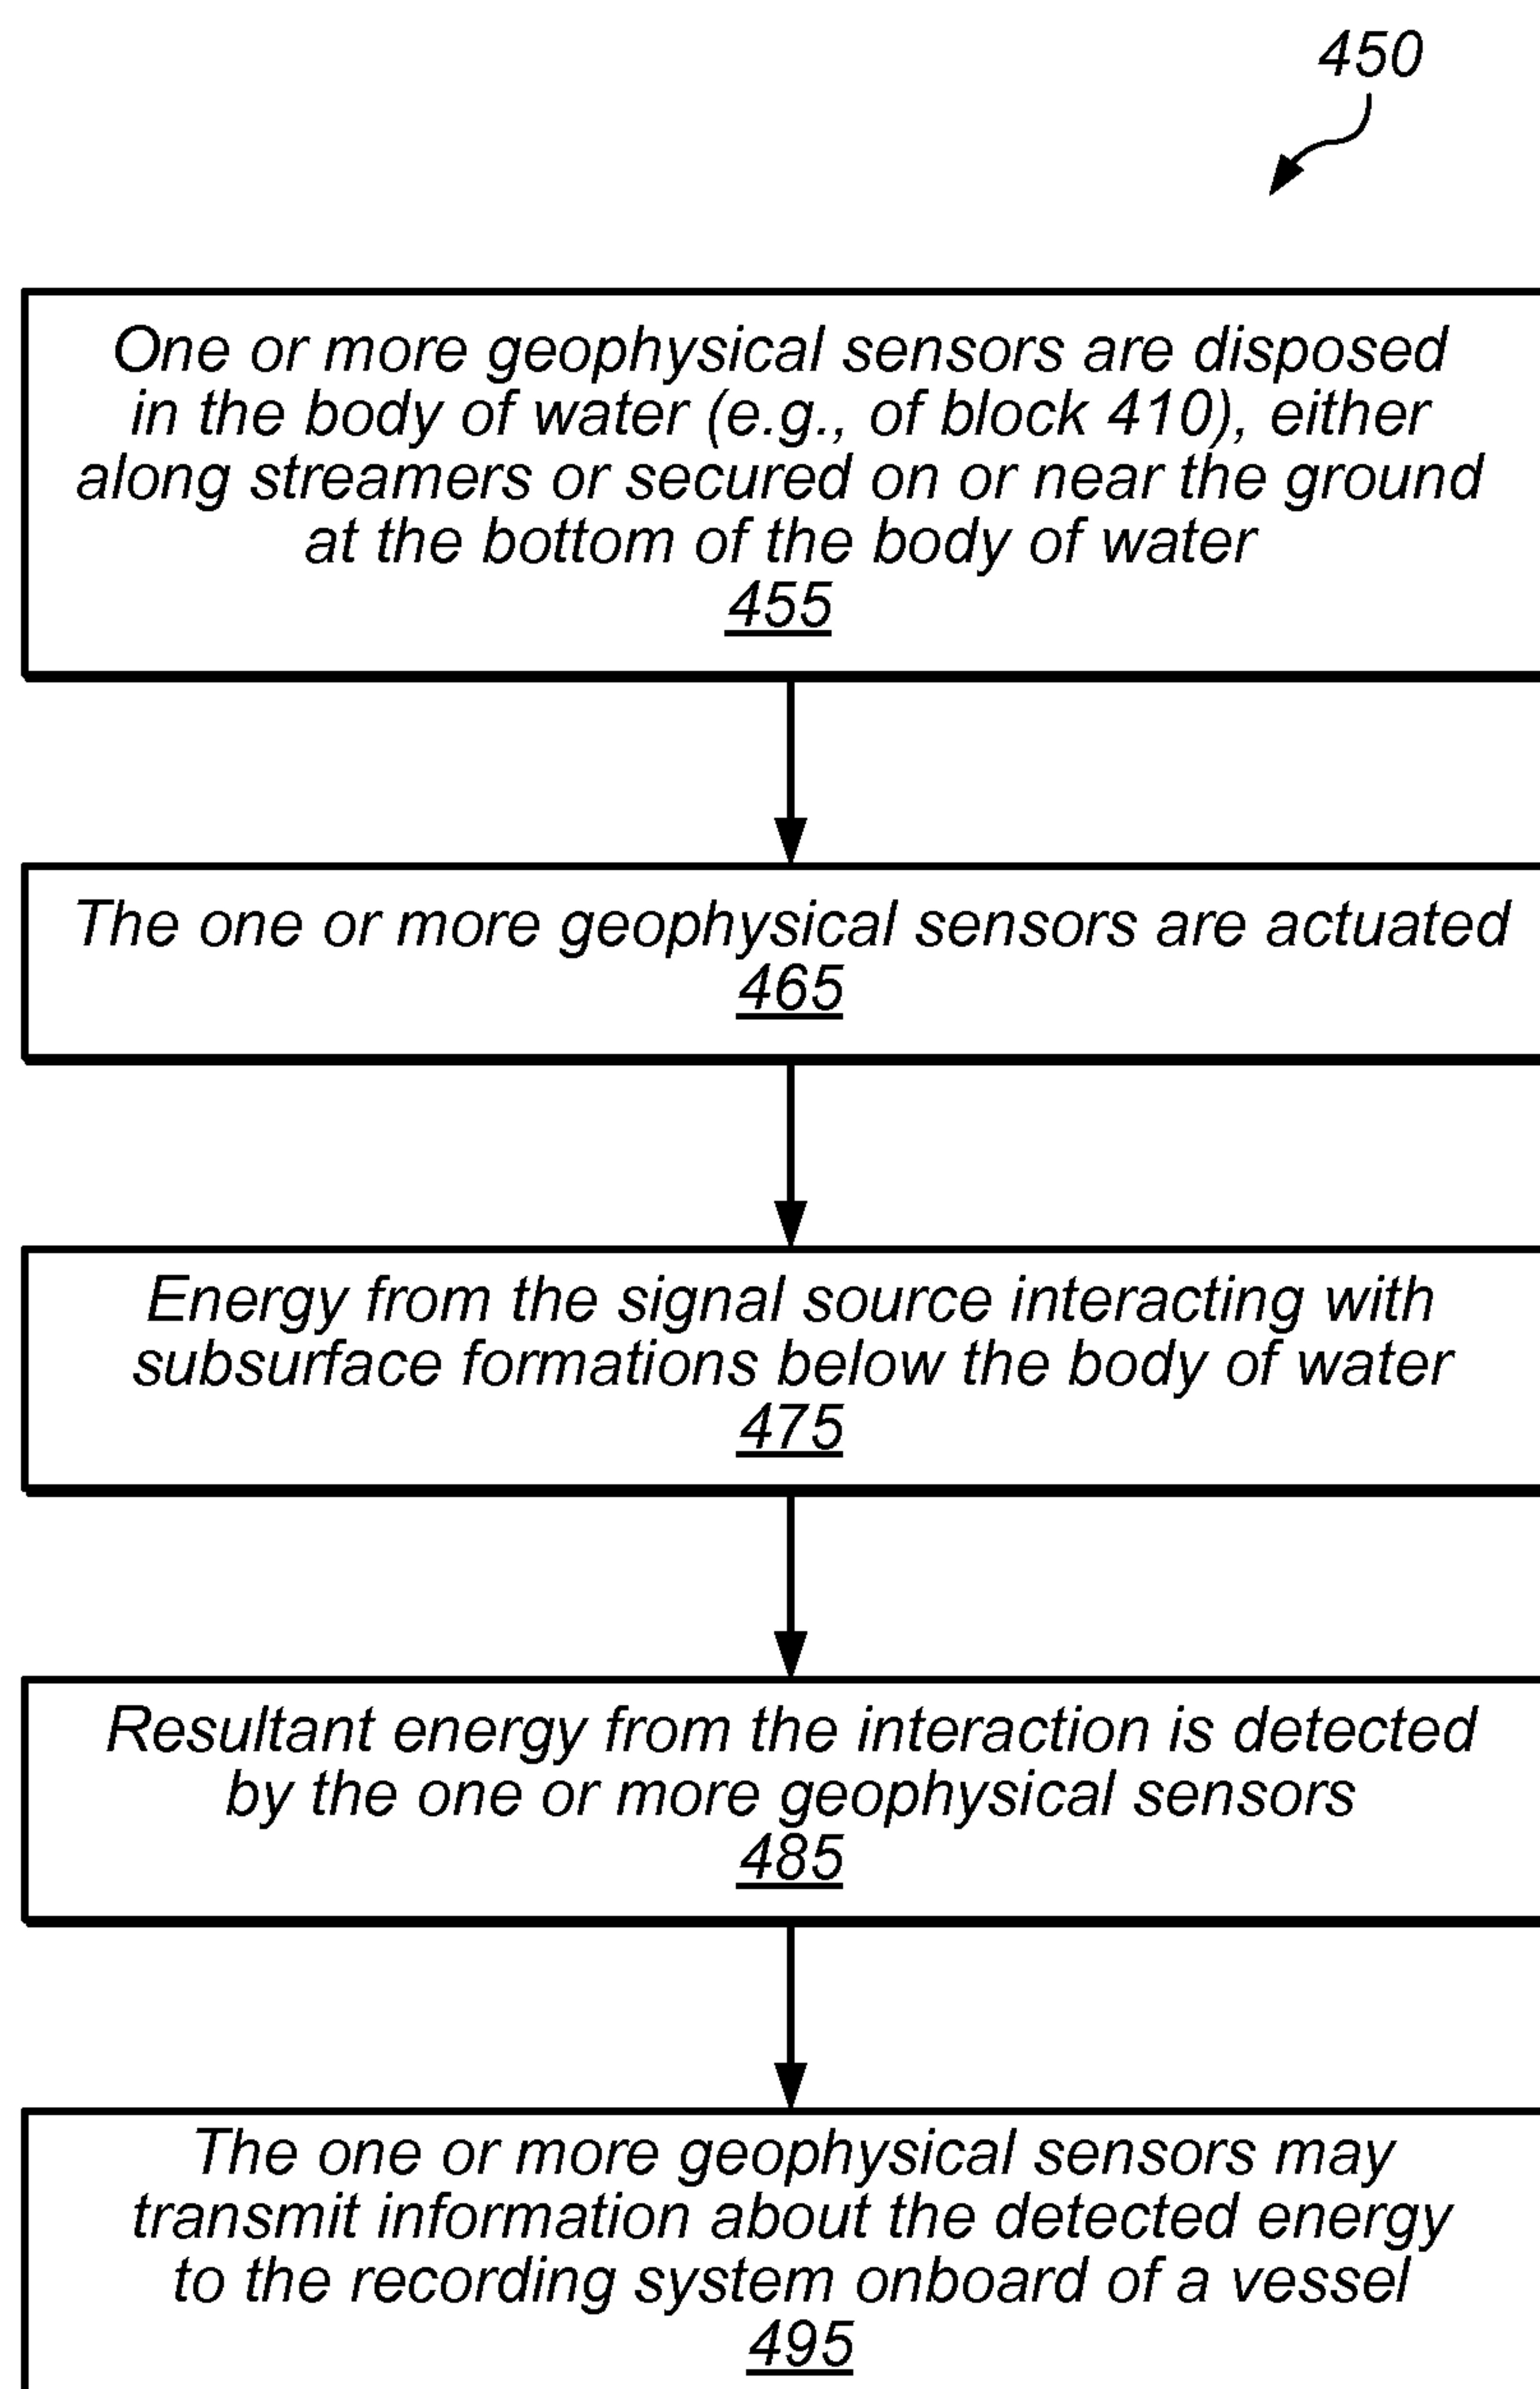 450
One or more geophysical sensors are disposed
in the body of water (e.g., of block 410), either
along streamers or secured on or near the ground
at the bottom of the body of water
455
The one or more geophysical sensors are actuated
465
Energy from the signal source interacting with
subsurface formations below the body of water
475
Resultant energy from the interaction is detected
by the one or more geophysical sensors
485
The one or more geophysical sensors may
transmit information about the detected energy
to the recording system onboard of a vessel
495